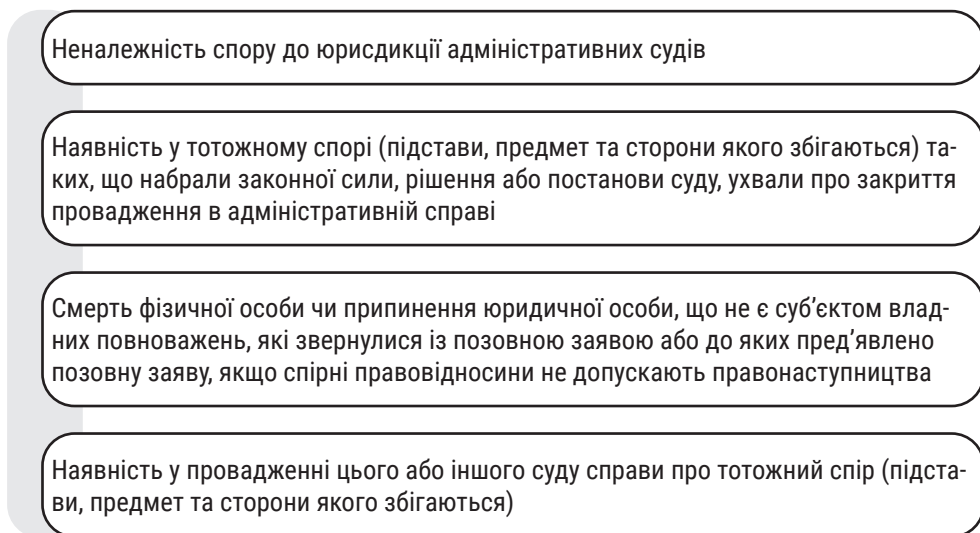 Неналежність спору до юрисдикції адміністративних судів
Наявність у тотожному спорі (підстави, предмет та сторони якого збігаються) та-
ких, що набрали законної сили, рішення або постанови суду, ухвали про закриття
провадження в адміністративній справі
Смерть фізичної особи чи припинення юридичної особи, що не є суб’єктом влад-
них повноважень, які звернулися із позовною заявою або до яких пред’явлено
позовну заяву, якщо спірні правовідносини не допускають правонаступництва
Наявність у провадженні цього або іншого суду справи про тотожний спір (підста-
ви, предмет та сторони якого збігаються)